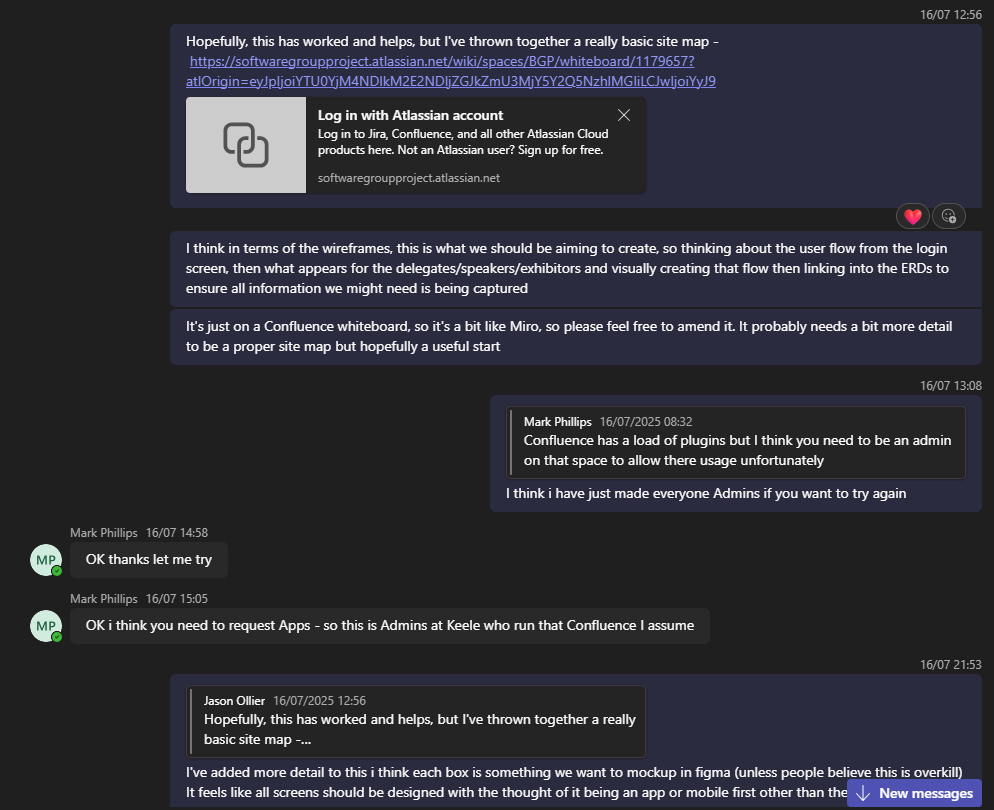 16/07 12:56
Hopefully, this has worked and helps, but I've thrown together a really basic site map -
https://softwaregroupproject.atlassian.net/wiki/spaces/BGP/whiteboard/1179657?
atlOrigin=eyJpIjoiYTU0YjM4NDlkM2E2NDljZGJkZmU3MjY5Y2Q5NzhlMGIiLCJwIjoiYyJ9
Log in with Atlassian account
Log in to Jira, Confluence, and all other Atlassian Cloud
products here. Not an Atlassian user? Sign up for free.
softwaregroupproject.atlassian.net
I think in terms of the wireframes, this is what we should be aiming to create, so thinking about the user flow from the login
screen, then what appears for the delegates/speakers/exhibitors and visually creating that flow then linking into the ERDs to
ensure all information we might need is being captured
It's just on a Confluence whiteboard, so it's a bit like Miro, so please feel free to amend it. It probably needs a bit more detail
to be a proper site map but hopefully a useful start
16/07 13:08
Mark Phillips 16/07/2025 08:32
Confluence has a load of plugins but I think you need to be an admin
on that space to allow there usage unfortunately
I think i have just made everyone Admins if you want to try again
Mark Phillips 16/07 14:58
MP
OK thanks let me try
Mark Phillips 16/07 15:05
MP
OK i think you need to request Apps - so this is Admins at Keele who run that Confluence I assume
16/07 21:53
Jason Ollier 16/07/2025 12:56
Hopefully, this has worked and helps, but I've thrown together a really
basic site map -...
I've added more detail to this i think each box is something we want to mockup in figma (unless people believe this is overkill)
It feels like all screens should be designed with the thought of it being an app or mobile first other than the
New messages